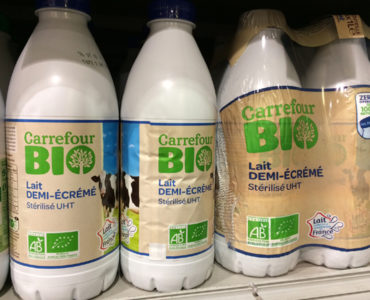 Carrefour
BIO
Lait
DEMI-ÉCRÉMÉ
Stérilisé UHT
AB
Carrefour
BIO
Lait
DEMI-ÉCRÉMÉ
Stérilisé UHT
AB
Carrefour
BIO
Lait
DEMI-ÉCRÉMÉ
Stérilisé UHT
AB
France